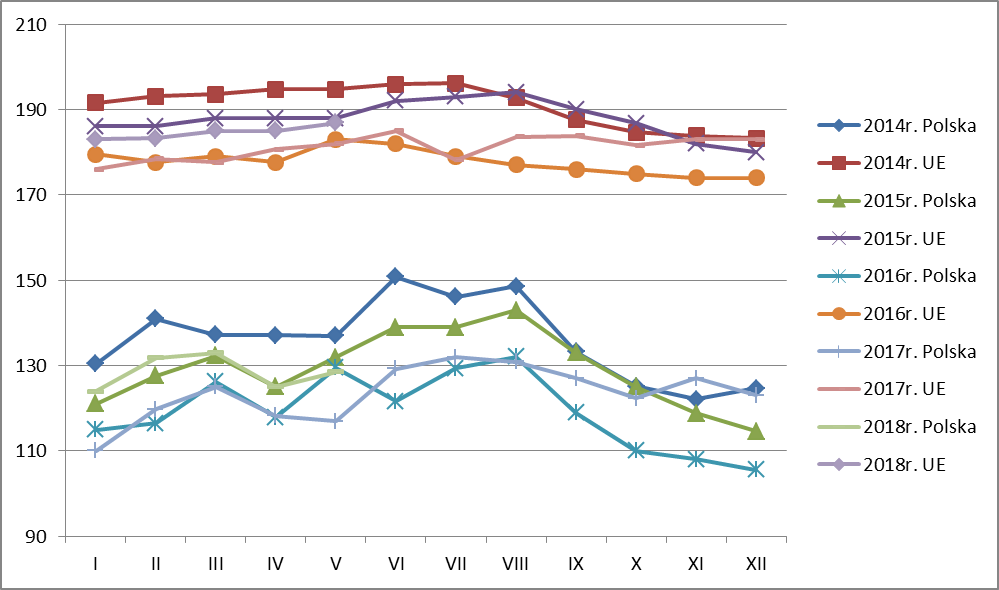 210
190
170
150
130
110
90
I II III IV V VI VII VIII IX X XI XII
2014r. Polska
2014r. UE
2015r. Polska
2015r. UE
2016r. Polska
2016r. UE
2017r. Polska
2017r. UE
2018r. Polska
2018r. UE